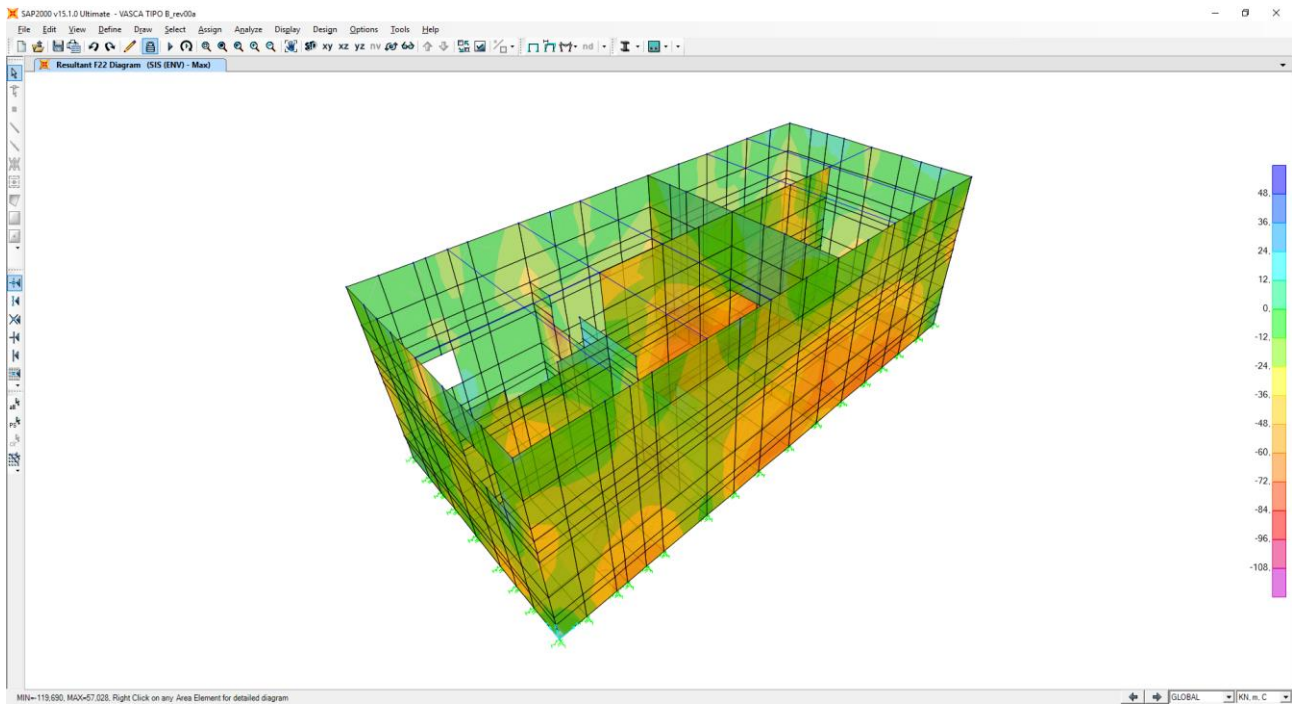 SAP2000 v15.1.0 Ultimate - VASCA TIPO B_rev00a
File Edit View Define Draw Select Assign Analyze Display Design Options Tools Help
xy xz yz nv nd
Resultant F22 Diagram (SIS (ENV) - Max)
48,
36,
24,
12,
0,
-12,
-24,
-36,
-48,
-60,
-72,
-84,
-96,
-108,
MIN=-119,690, MAX=57,028, Right Click on any Area Element for detailed diagram
GLOBAL
KN, m, C